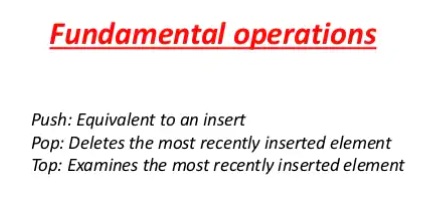 Fundamental operations
Push: Equivalent to an insert
Pop: Deletes the most recently inserted element
Top: Examines the most recently inserted element